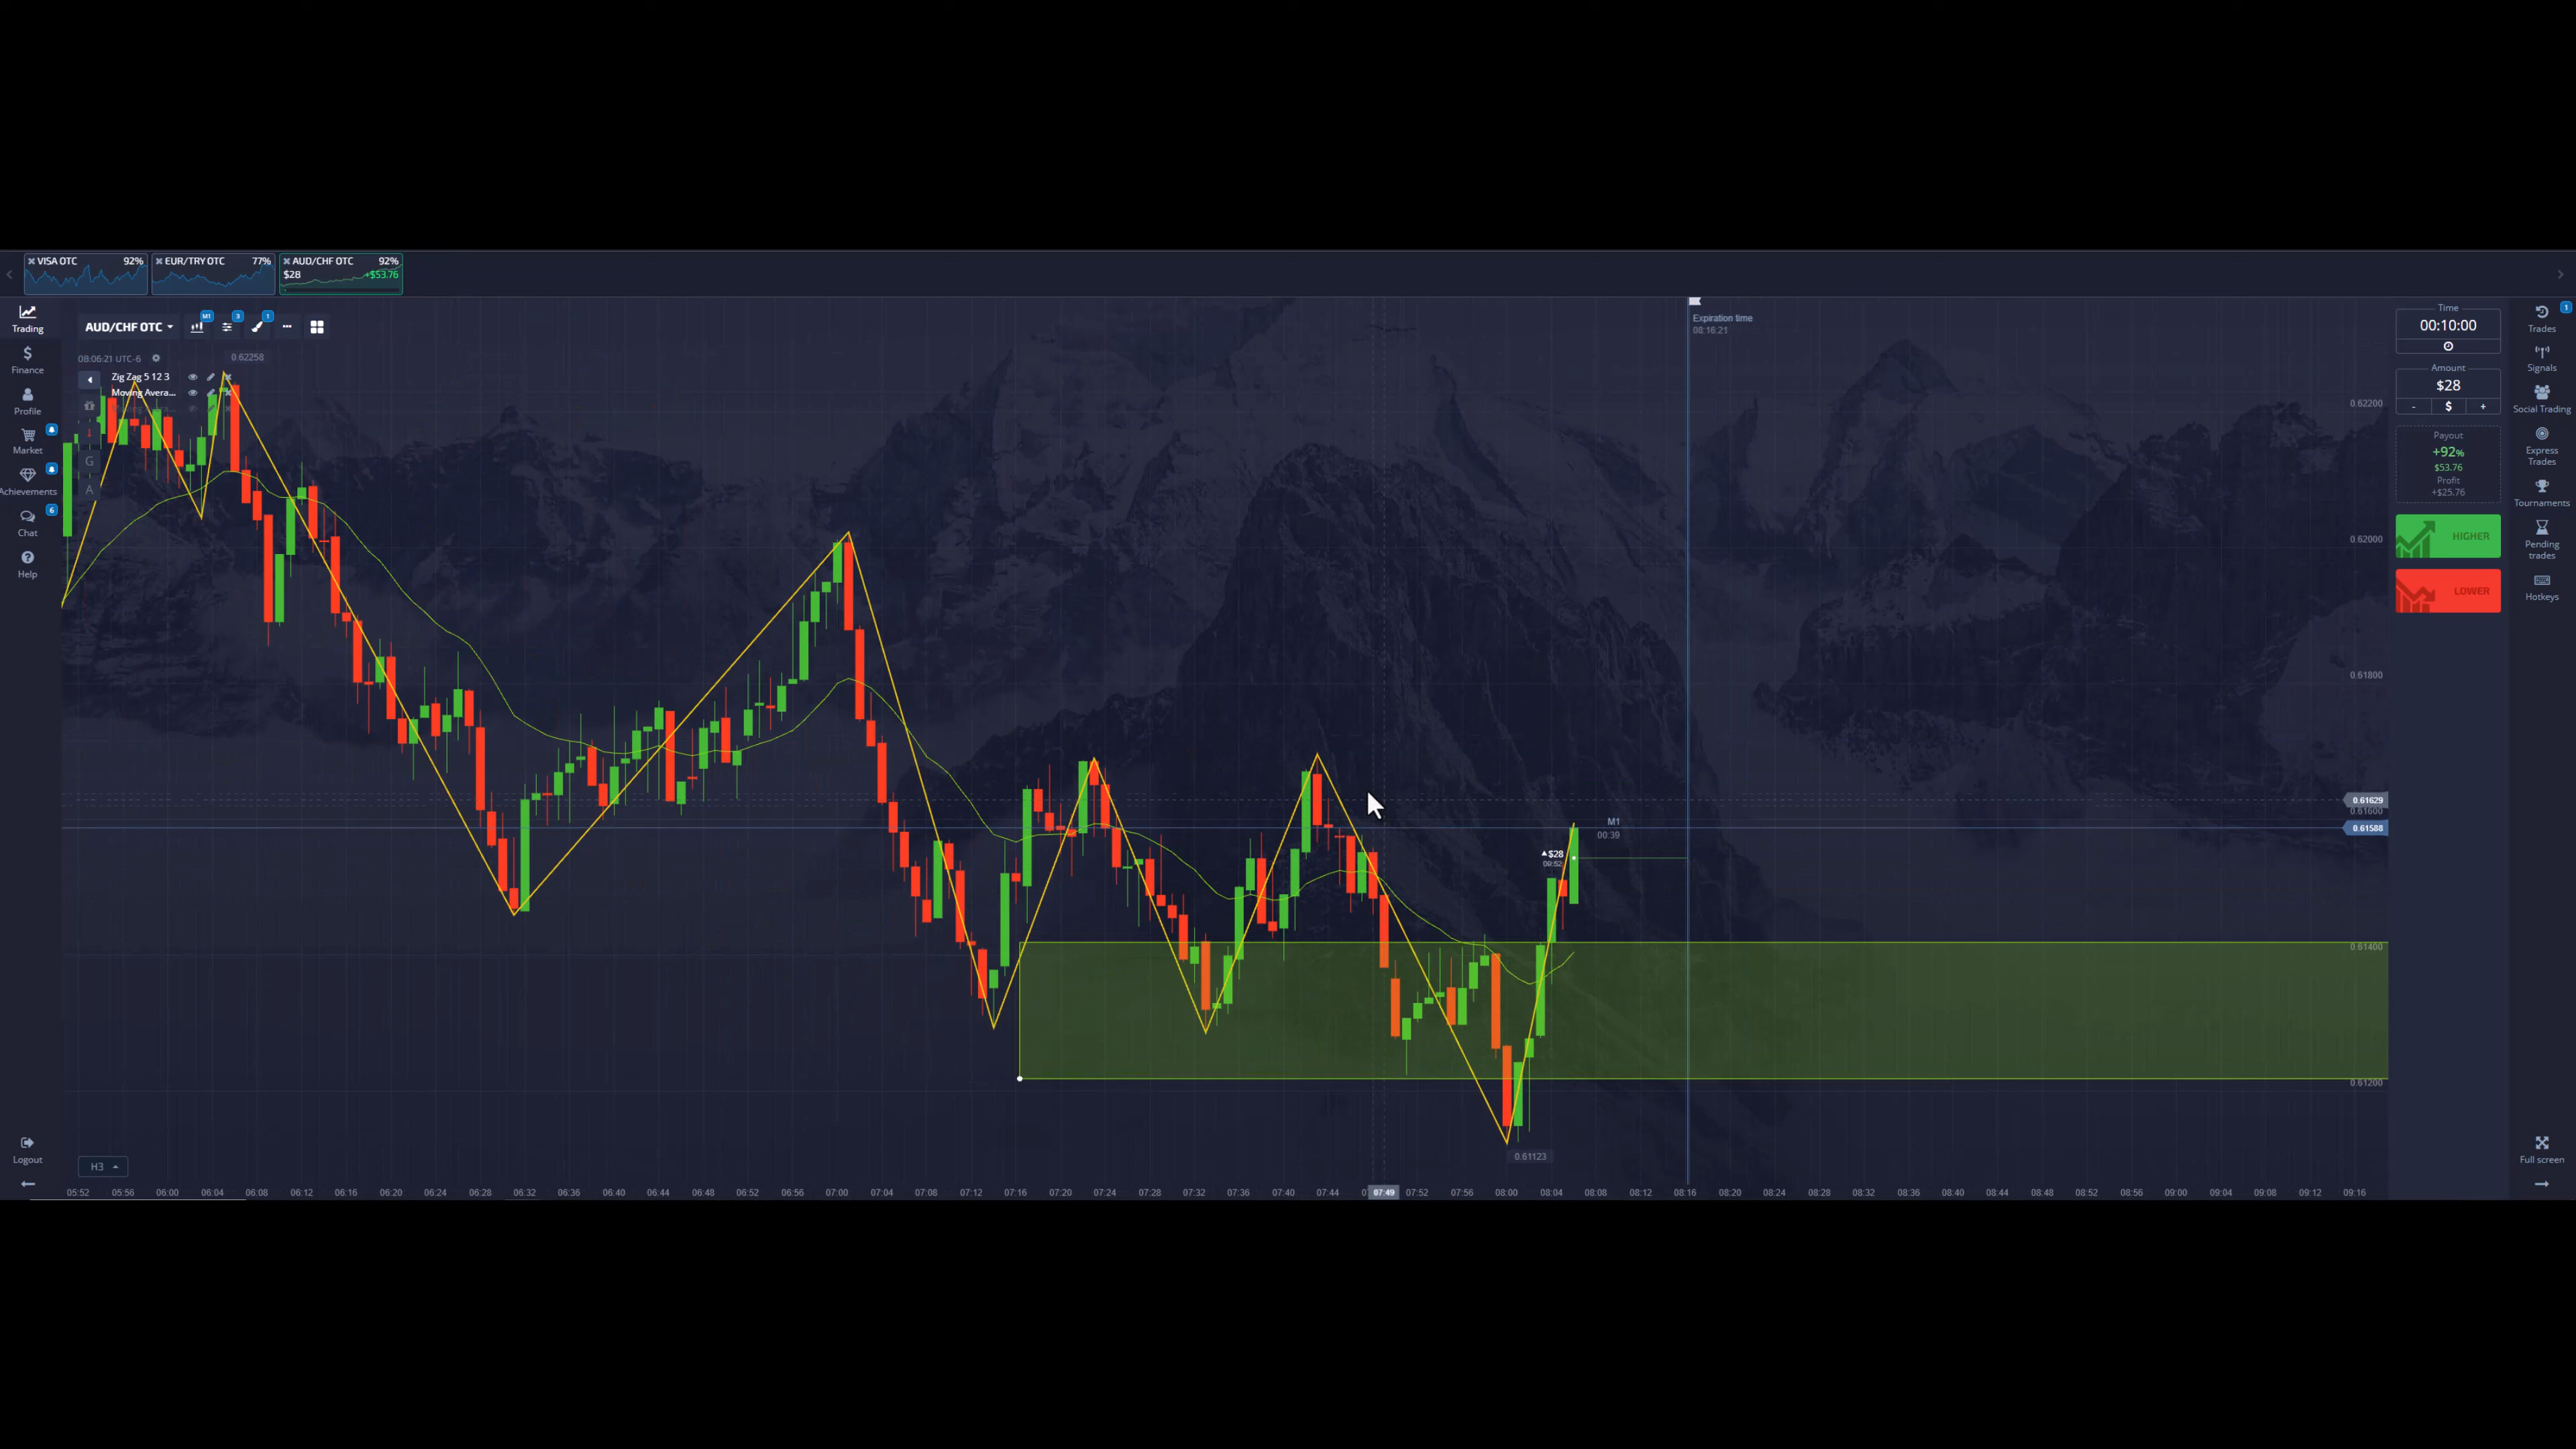 VISA OTC 92%
EUR/TRY OTC 77%
AUD/CHF OTC 92%
$28 +$53.76
Trading
Finance
Profile
Market
Achievements
6
Chat
Help
Logout
AUD/CHF OTC
M1
3
1
08:06:21 UTC-6
0.62258
Zig Zag 5 12 3
Moving Avera...
G
A
Expiration time
08:16:21
M1
00:39
$28
0.61123
H3
0.62200
0.62000
0.61800
0.61629
0.61600
0.61588
0.61400
0.61200
05:52 05:56 06:00 06:04 06:08 06:12 06:16 06:20 06:24 06:28 06:32 06:36 06:40 06:44 06:48 06:52 06:56 07:00 07:04 07:08 07:12 07:16 07:20 07:24 07:28 07:32 07:36 07:40 07:44 07:49 07:52 07:56 08:00 08:04 08:08 08:12 08:16 08:20 08:24 08:28 08:32 08:36 08:40 08:44 08:48 08:52 08:56 09:00 09:04 09:08 09:12 09:16
Time
00:10:00
Amount
$28
- $ +
Payout
+92%
$53.76
Profit
+$25.76
HIGHER
LOWER
1
Trades
Signals
Social Trading
Express
Trades
Tournaments
Pending
trades
Hotkeys
Full screen